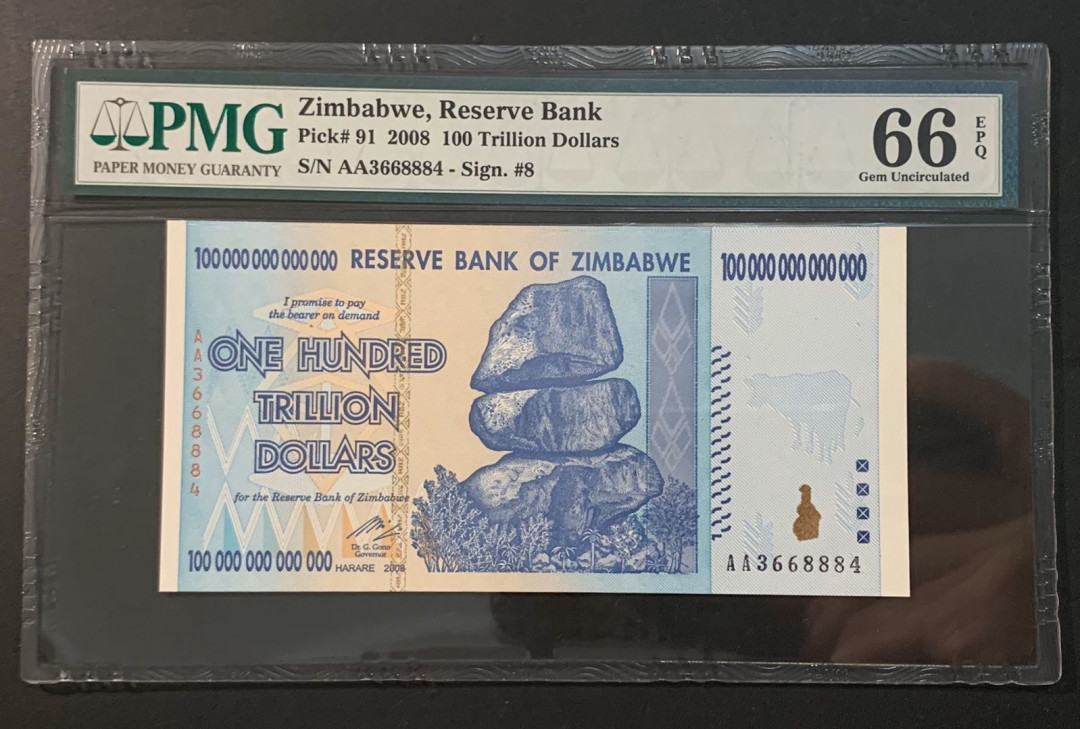 PMG
PAPER MONEY GUARANTY
Zimbabwe, Reserve Bank
Pick# 91 2008 100 Trillion Dollars
S/N AA3668884 - Sign. #8
66
EPQ
Gem Uncirculated
100 000 000 000 000 RESERVE BANK OF ZIMBABWE 100 000 000 000 000
I promise to pay
the bearer on demand
AA3668884
ONE HUNDRED
TRILLION
DOLLARS
for the Reserve Bank of Zimbabwe
Dr. G. Gono
Governor
100 000 000 000 000 HARARE 2008
AA3668884